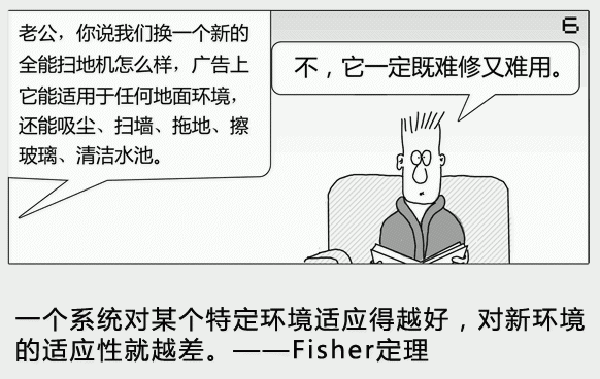 老公，你说我们换一个新的
全能扫地机怎么样，广告上
它能适用于任何地面环境，
还能吸尘、扫墙、拖地、擦
玻璃、清洁水池。
6
不，它一定既难修又难用。
一个系统对某个特定环境适应得越好，对新环境
的适应性就越差。——Fisher定理